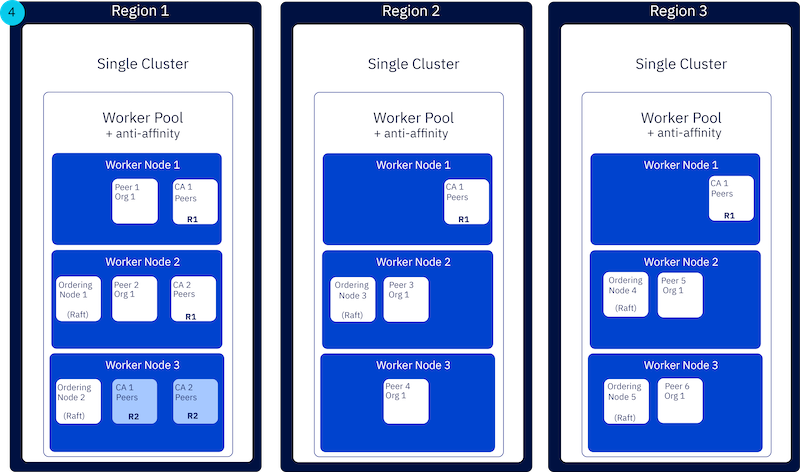 4
Region 1
Single Cluster
Worker Pool
+ anti-affinity
Worker Node 1
Peer 1
Org 1
CA 1
Peers
R1
Worker Node 2
Ordering
Node 1
(Raft)
Peer 2
Org 1
CA 2
Peers
R1
Worker Node 3
Ordering
Node 2
(Raft)
CA 1
Peers
R2
CA 2
Peers
R2
Region 2
Single Cluster
Worker Pool
+ anti-affinity
Worker Node 1
CA 1
Peers
R1
Worker Node 2
Ordering
Node 3
(Raft)
Peer 3
Org 1
Worker Node 3
Peer 4
Org 1
Region 3
Single Cluster
Worker Pool
+ anti-affinity
Worker Node 1
CA 1
Peers
R1
Worker Node 2
Ordering
Node 4
(Raft)
Peer 5
Org 1
Worker Node 3
Ordering
Node 5
(Raft)
Peer 6
Org 1